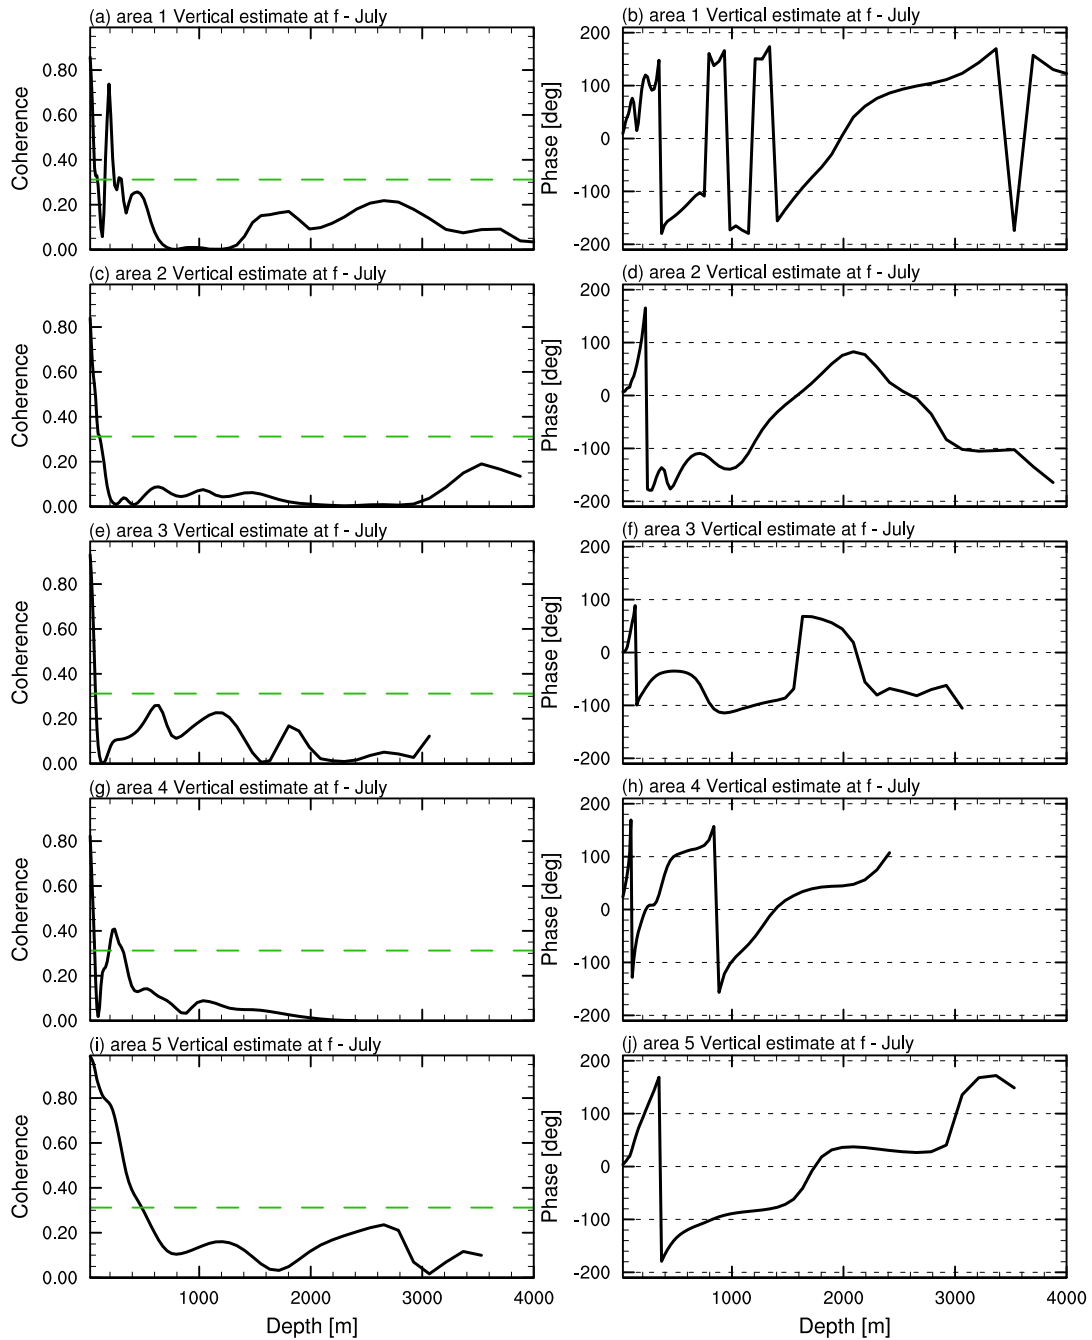 (a) area 1 Vertical estimate at f - July
(b) area 1 Vertical estimate at f - July
Coherence
0.80
0.60
0.40
0.20
0.00
Phase [deg]
200
100
0
-100
-200
(c) area 2 Vertical estimate at f - July
(d) area 2 Vertical estimate at f - July
Coherence
0.80
0.60
0.40
0.20
0.00
Phase [deg]
200
100
0
-100
-200
(e) area 3 Vertical estimate at f - July
(f) area 3 Vertical estimate at f - July
Coherence
0.80
0.60
0.40
0.20
0.00
Phase [deg]
200
100
0
-100
-200
(g) area 4 Vertical estimate at f - July
(h) area 4 Vertical estimate at f - July
Coherence
0.80
0.60
0.40
0.20
0.00
Phase [deg]
200
100
0
-100
-200
(i) area 5 Vertical estimate at f - July
(j) area 5 Vertical estimate at f - July
Coherence
0.80
0.60
0.40
0.20
0.00
Phase [deg]
200
100
0
-100
-200
1000 2000 3000 4000
1000 2000 3000 4000
Depth [m]
Depth [m]